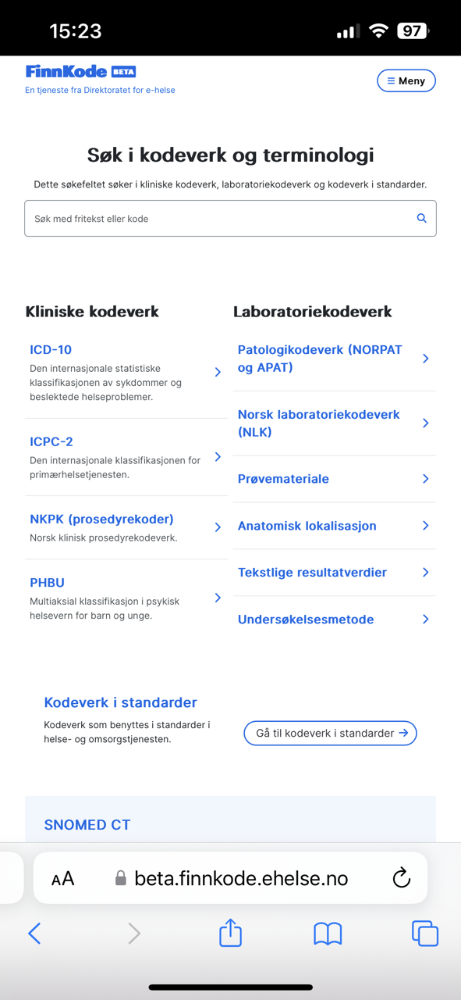 15:23
97
FinnKode BETA
En tjeneste fra Direktoratet for e-helse
Meny
Søk i kodeverk og terminologi
Dette søkefeltet søker i kliniske kodeverk, laboratoriekodeverk og kodeverk i standarder.
Søk med fritekst eller kode
Kliniske kodeverk
ICD-10
Den internasjonale statistiske
klassifikasjonen av sykdommer og
beslektede helseproblemer.
ICPC-2
Den internasjonale klassifikasjonen for
primærhelsetjenesten.
NKPK (prosedyrekoder)
Norsk klinisk prosedyrekodeverk.
PHBU
Multiaksial klassifikasjon i psykisk
helsevern for barn og unge.
Laboratoriekodeverk
Patologikodeverk (NORPAT
og APAT)
Norsk laboratoriekodeverk
(NLK)
Prøvemateriale
Anatomisk lokalisasjon
Tekstlige resultatverdier
Undersøkelsesmetode
Kodeverk i standarder
Kodeverk som benyttes i standarder i
helse- og omsorgstjenesten.
Gå til kodeverk i standarder
SNOMED CT
AA
beta.finnkode.ehelse.no